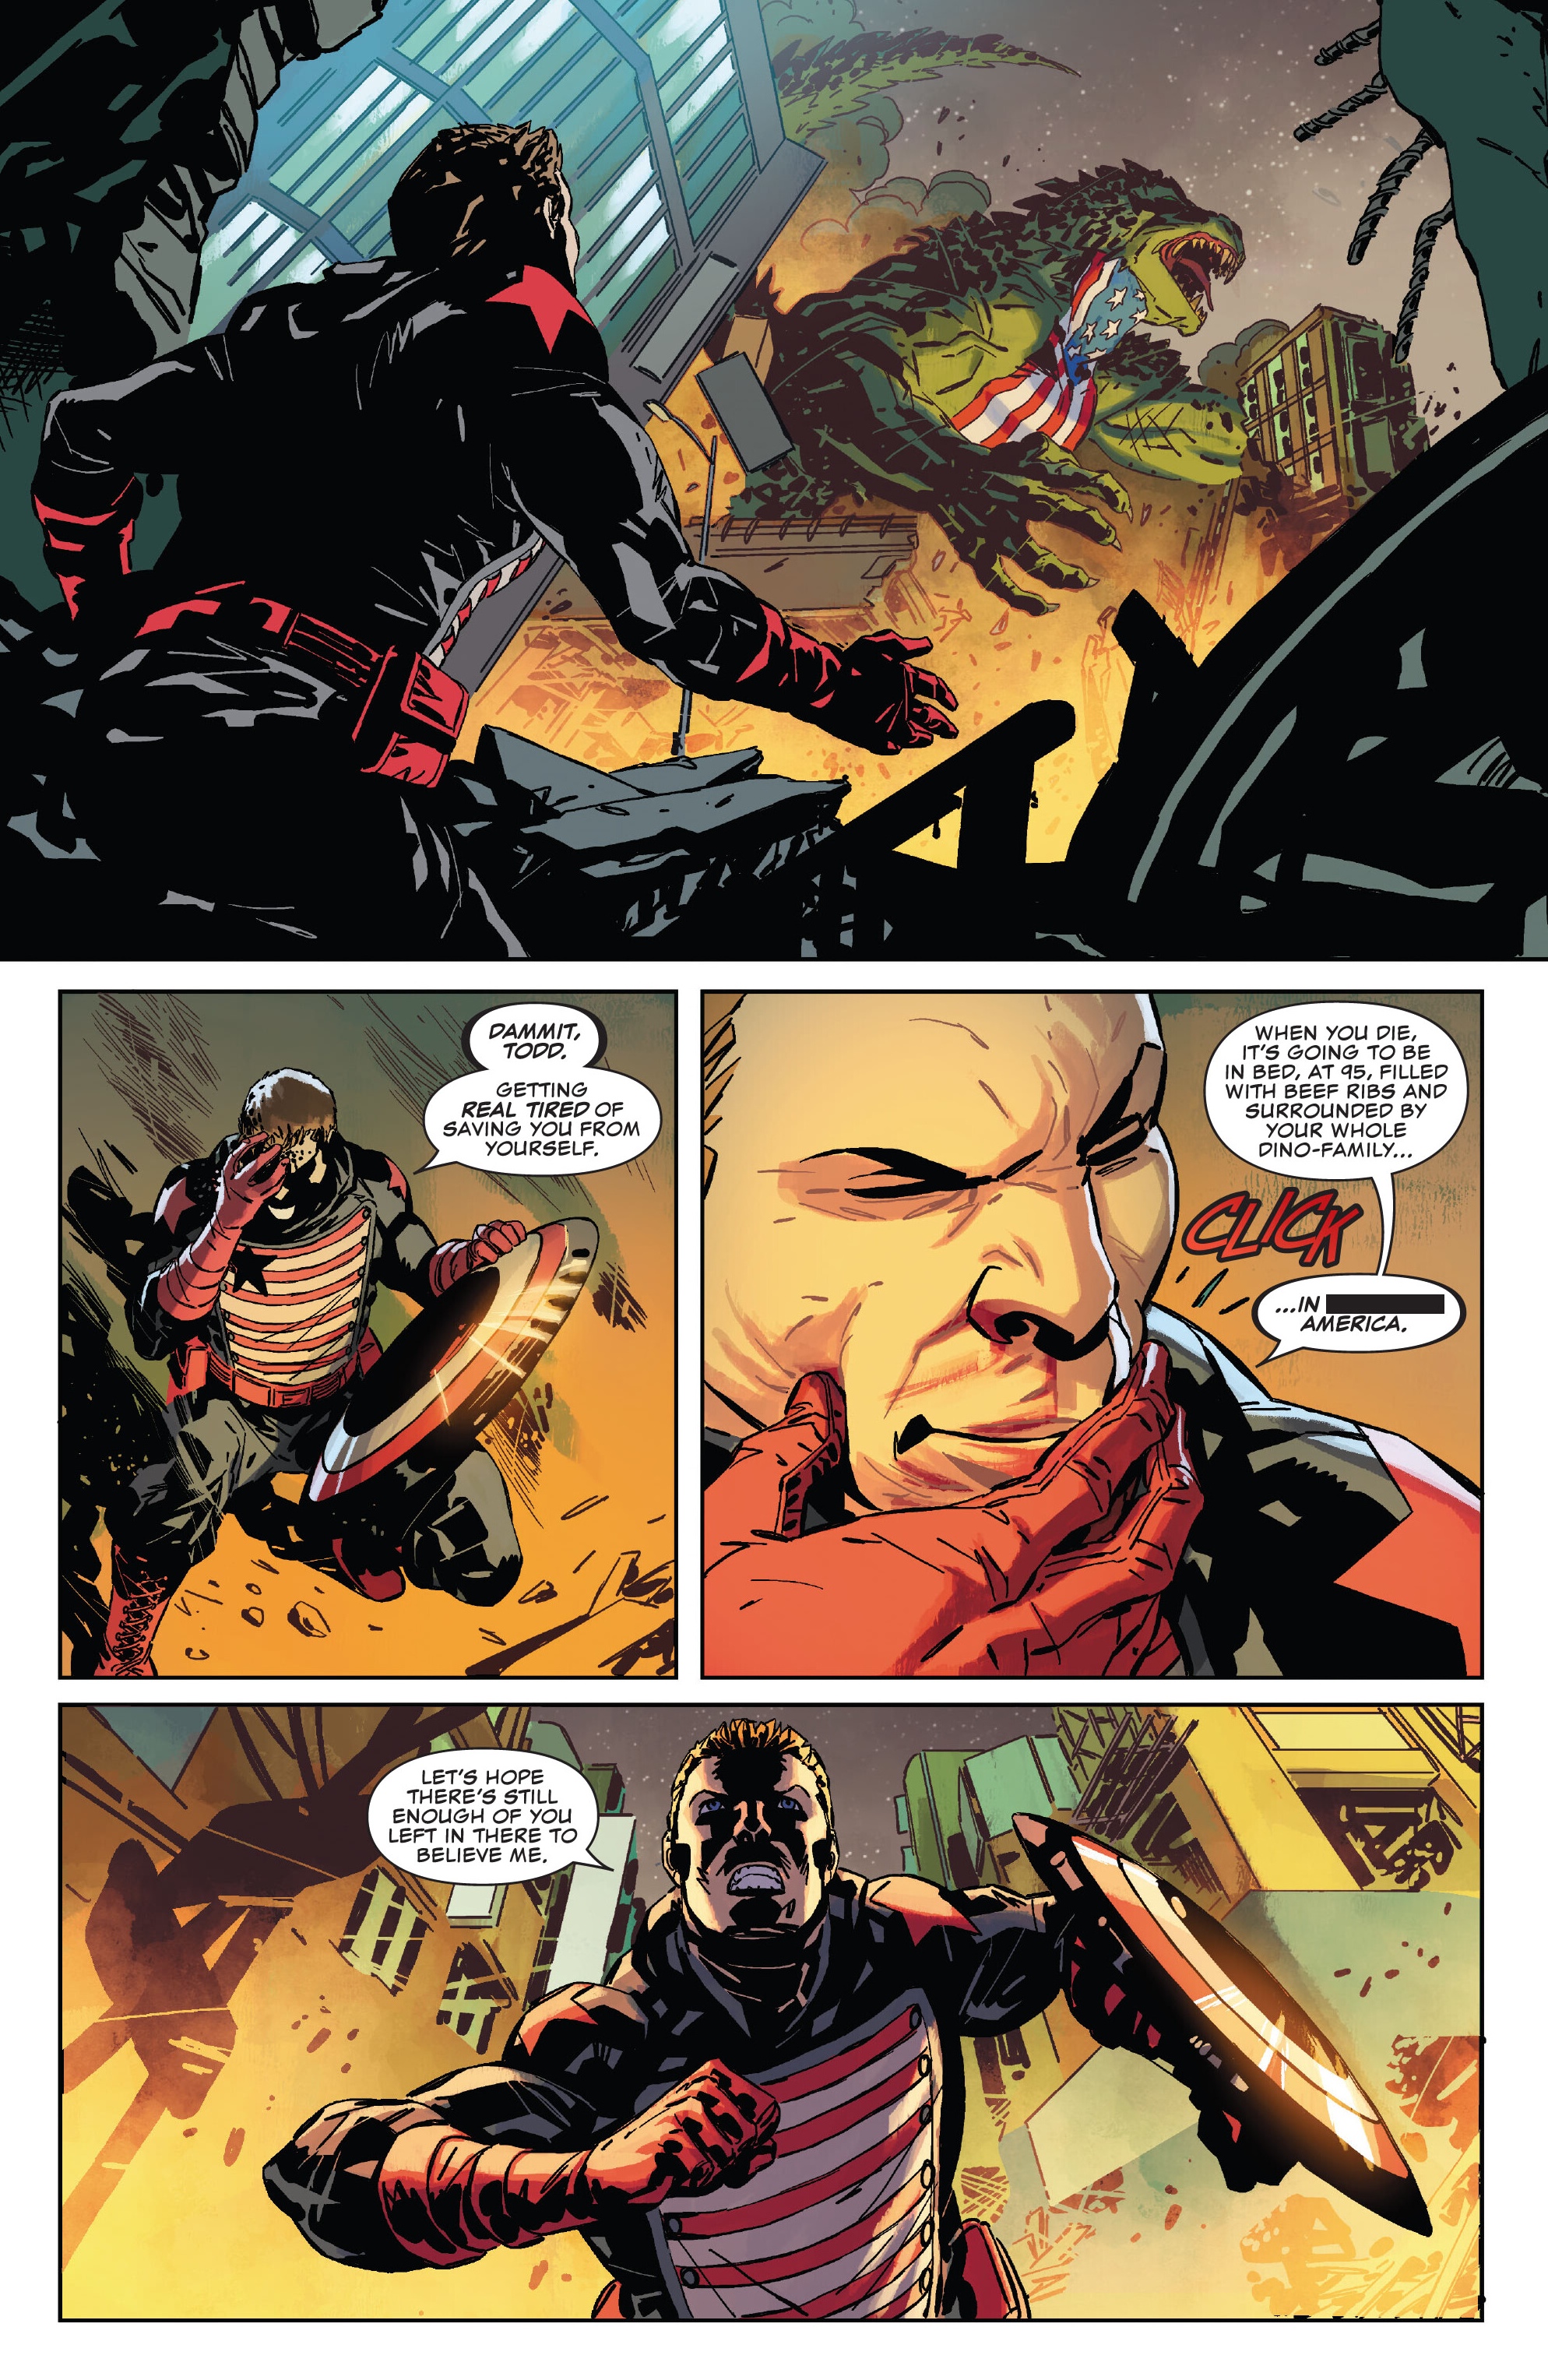 DAMMIT,
TODD.
GETTING
REAL TIRED OF
SAVING YOU FROM
YOURSELF.
WHEN YOU DIE,
IT'S GOING TO BE
IN BED, AT 95, FILLED
WITH BEEF RIBS AND
SURROUNDED BY
YOUR WHOLE
DINO-FAMILY...
CLICK
...IN
AMERICA.
LET'S HOPE
THERE'S STILL
ENOUGH OF YOU
LEFT IN THERE TO
BELIEVE ME.